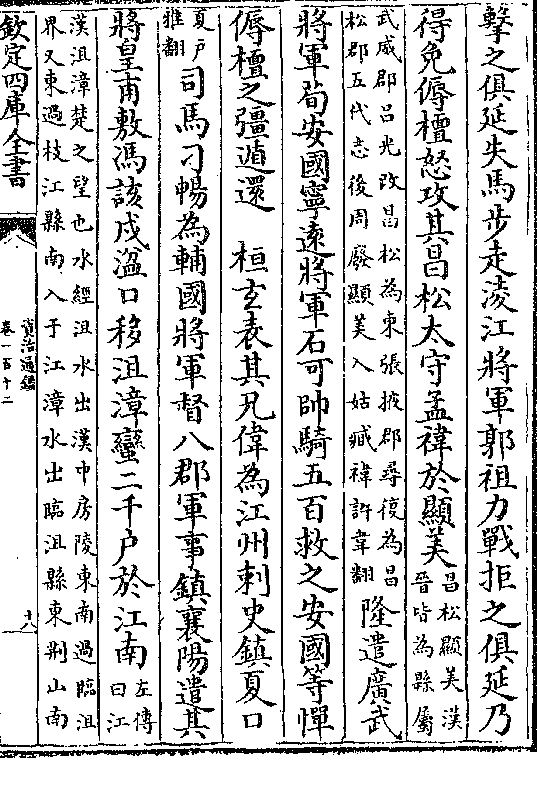 擊之俱延失馬步走淩江將軍郭祖力戰拒之俱延乃
得免傉檀怒攻其昌松太守孟禕於顯美昌松顯美漢
晉皆為縣屬
武威郡呂光改昌松為東張掖郡尋復為昌
松郡五代志後周廢顯美入姑臧禕許韋翻隆遣廣武
將軍荀安國寧遠將軍石可帥騎五百救之安國等憚
傉檀之彊遁還　桓玄表其兄偉為江州刺史鎮夏口
夏戶
雅翻司馬刁暢為輔國將軍督八郡軍事鎮襄陽遣其
將皇甫敷馮該戍湓口移沮漳蠻二千戶於江南左傳
曰江
漢沮漳楚之望也水經沮水出漢中房陵東南過臨沮
界又東過枝江縣南入于江漳水出臨沮縣東荆山南
欽定四庫全書
資治通鑑
卷一百十二
十八